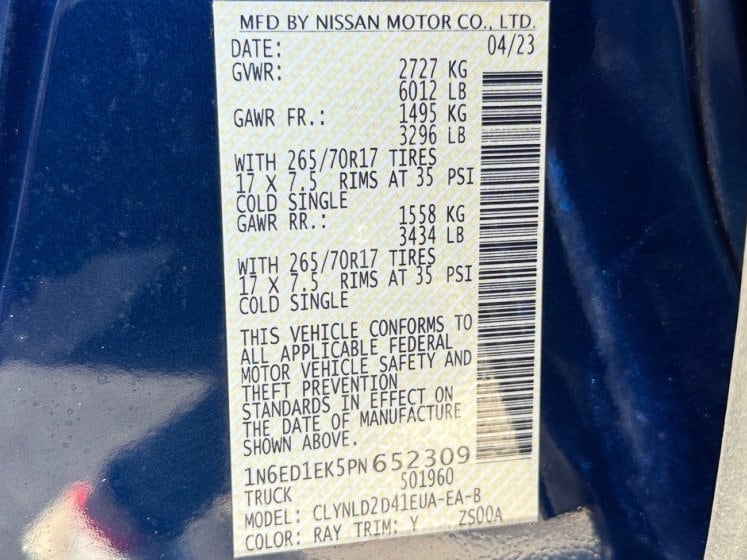 MFD BY NISSAN MOTOR CO., LTD.
DATE: 04/23
GVWR: 2727 KG
6012 LB
GAWR FR.: 1495 KG
3296 LB
WITH 265/70R17 TIRES
17 X 7.5 RIMS AT 35 PSI
COLD SINGLE
GAWR RR.: 1558 KG
3434 LB
WITH 265/70R17 TIRES
17 X 7.5 RIMS AT 35 PSI
COLD SINGLE
THIS VEHICLE CONFORMS TO
ALL APPLICABLE FEDERAL
MOTOR VEHICLE SAFETY AND
THEFT PREVENTION
STANDARDS IN EFFECT ON
THE DATE OF MANUFACTURE
SHOWN ABOVE.
1N6ED1EK5PN652309
TRUCK 501960
MODEL: CLYNLD2D41EUA-EA-B
COLOR: RAY TRIM: Y ZS00A